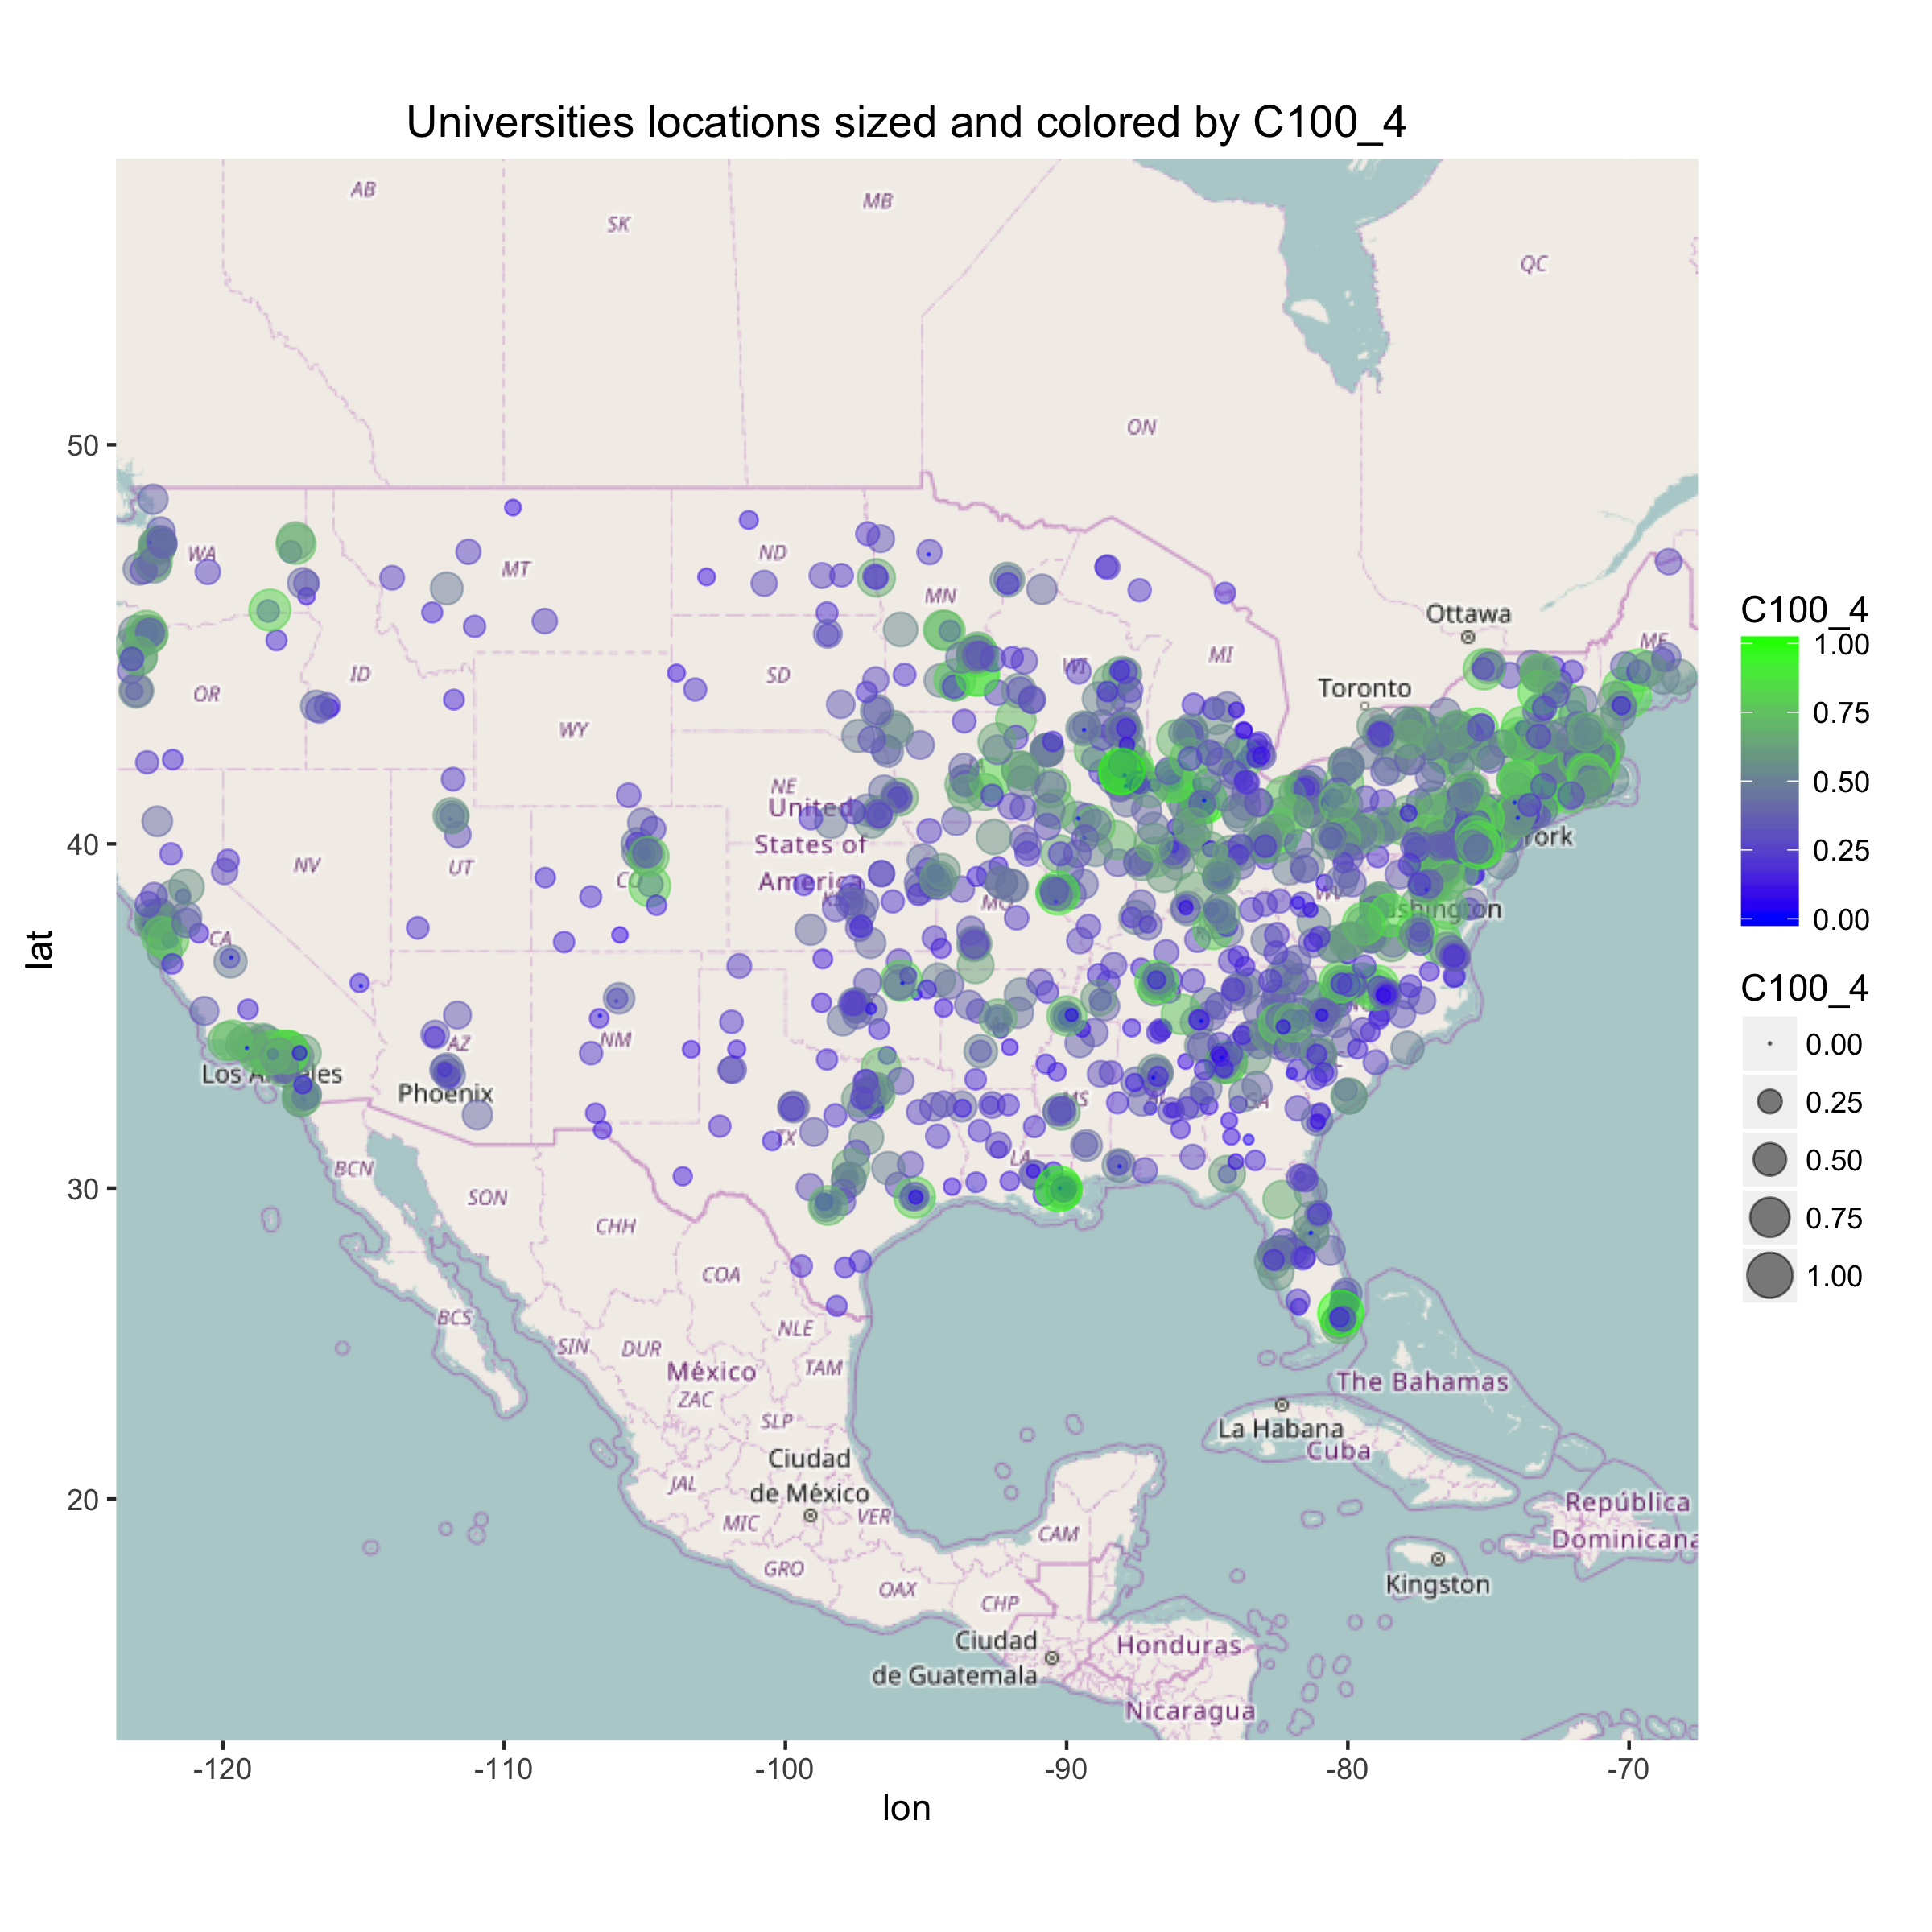 Universities locations sized and colored by C100_4
AB
SK
MB
QC
ON
50
WA
MT
ND
MN
Ottawa
ME
OR
ID
SD
WI
MI
Toronto
WY
NE
United
40
NV
UT
States of
York
CO
America
KS
MO
WV
CA
Washington
AZ
NM
Los Angeles
Phoenix
MS
GA
TX
LA
30
BCN
SON
CHH
COA
BCS
NLE
SIN
DUR
TAM
México
ZAC
The Bahamas
SLP
La Habana
Cuba
Ciudad
de México
JAL
20
MIC
VER
CAM
República
Dominicana
GRO
OAX
CHP
Kingston
Ciudad
de Guatemala
Honduras
Nicaragua
-120
-110
-100
-90
-80
-70
lon
lat
C100_4
1.00
0.75
0.50
0.25
0.00
C100_4
0.00
0.25
0.50
0.75
1.00